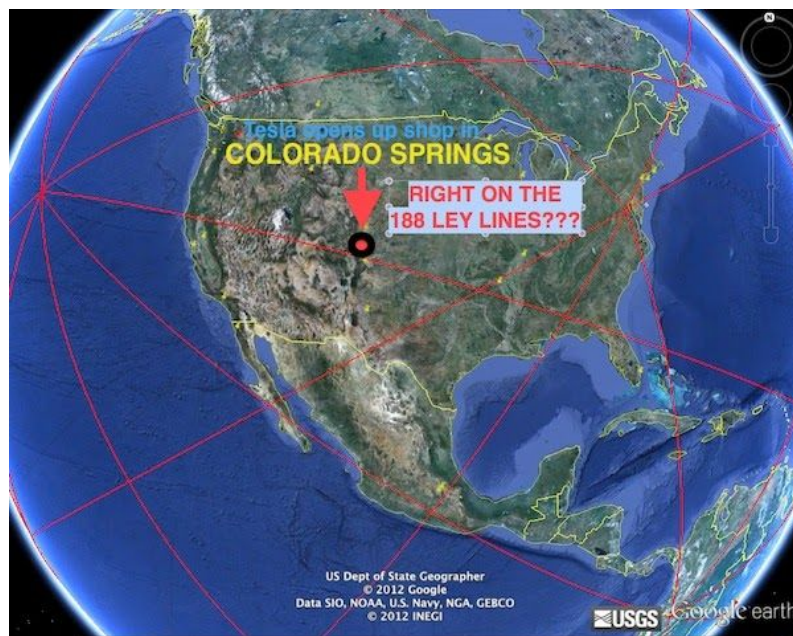 N
Tesla opens up shop in
COLORADO SPRINGS
RIGHT ON THE
188 LEY LINES???
US Dept of State Geographer
© 2012 Google
Data SIO, NOAA, U.S. Navy, NGA, GEBCO
© 2012 INEGI
USGS
Google earth